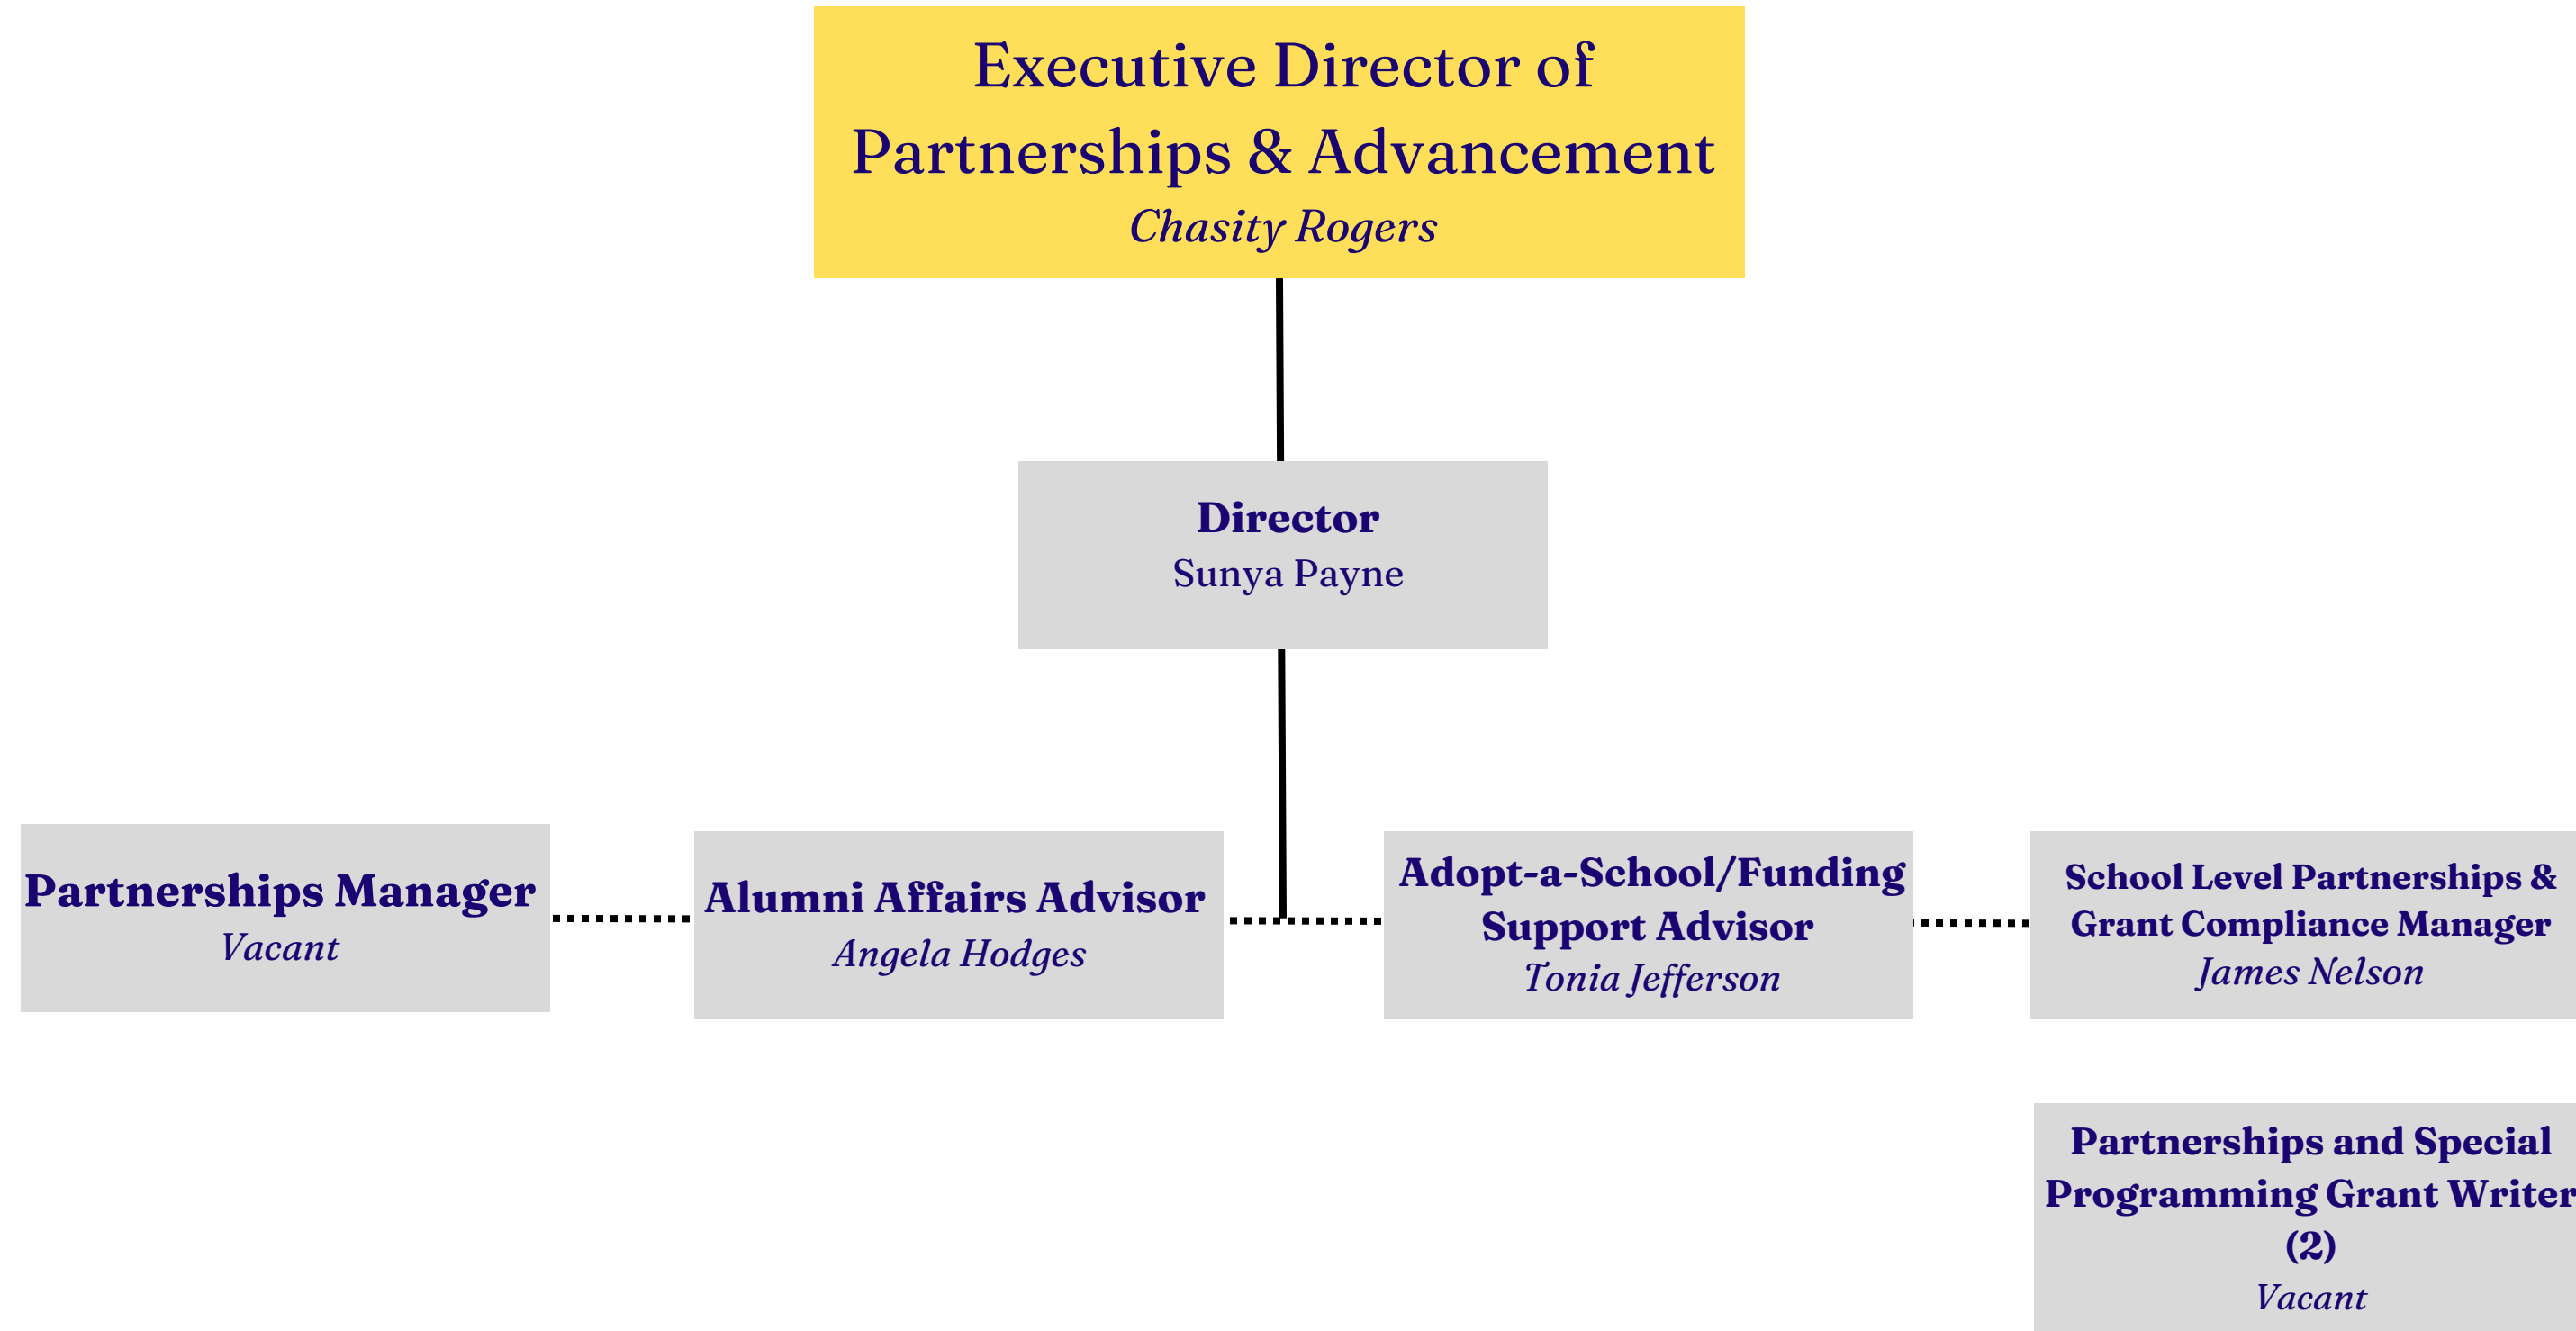 Executive Director of
Partnerships & Advancement
Chasity Rogers
Director
Sunya Payne
Partnerships Manager
Vacant
Alumni Affairs Advisor
Angela Hodges
Adopt-a-School/Funding
Support Advisor
Tonia Jefferson
School Level Partnerships &
Grant Compliance Manager
James Nelson
Partnerships and Special
Programming Grant Writer
(2)
Vacant